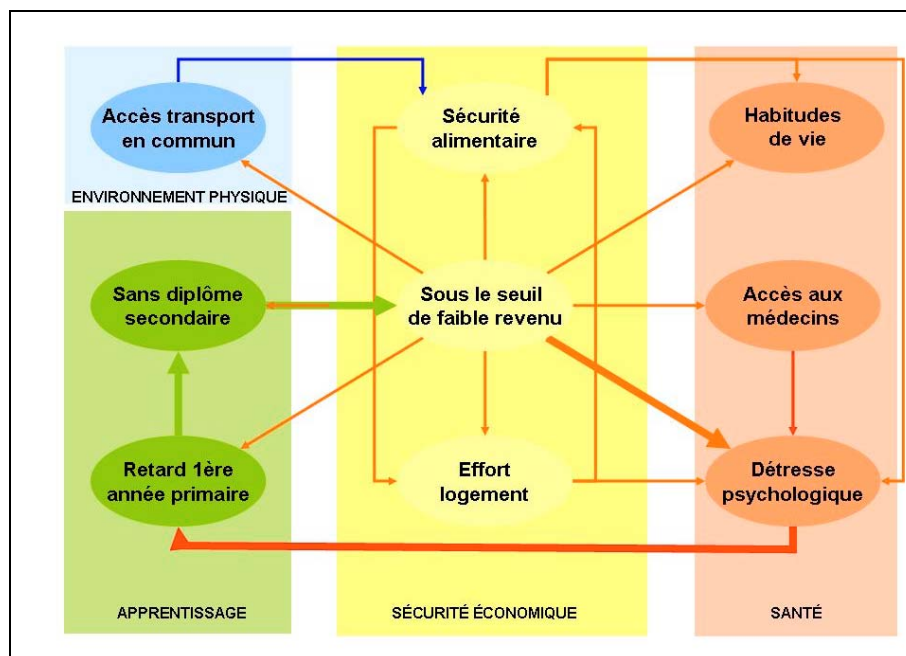 Accès transport
en commun
ENVIRONNEMENT PHYSIQUE
Sans diplôme
secondaire
Retard 1ère
année primaire
APPRENTISSAGE
Sécurité
alimentaire
Sous le seuil
de faible revenu
Effort
logement
SÉCURITÉ ÉCONOMIQUE
Habitudes
de vie
Accès aux
médecins
Détresse
psychologique
SANTÉ